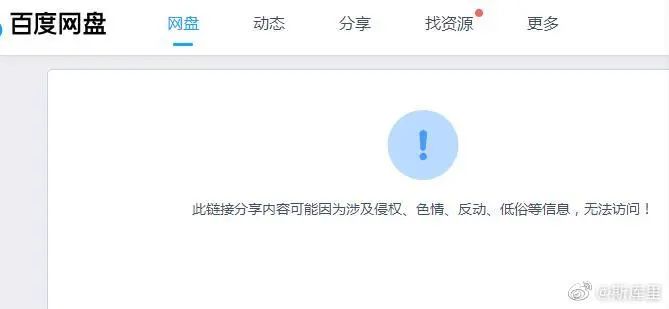 百度网盘 网盘 动态 分享 找资源 更多
此链接分享内容可能因为涉及侵权、色情、反动、低俗等信息，无法访问！
@斯库里